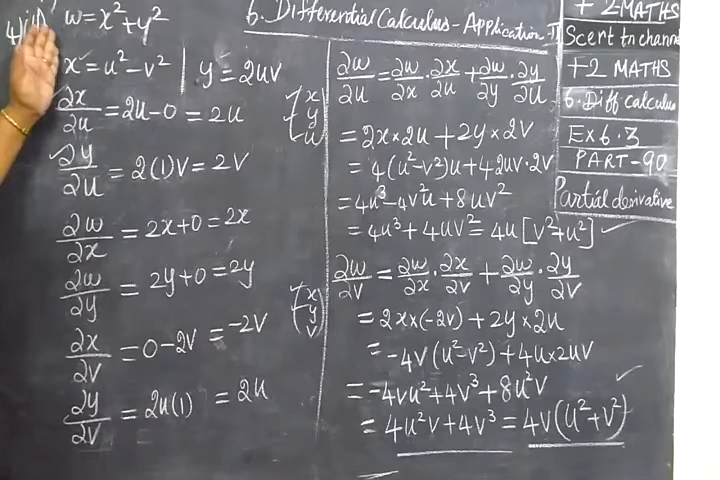 6. Differential Calculus - Application - II
4) iii) w = x² + y²
x = u² - v² | y = 2uv
∂x/∂u = 2u - 0 = 2u
∂y/∂u = 2(1)v = 2v
∂w/∂x = 2x + 0 = 2x
∂w/∂y = 2y + 0 = 2y
∂x/∂v = 0 - 2v = -2v
∂y/∂v = 2u(1) = 2u
x
y
u
∂w/∂u = ∂w/∂x · ∂x/∂u + ∂w/∂y · ∂y/∂u
= 2x × 2u + 2y × 2v
= 4(u² - v²)u + 4 2uv · 2v
= 4u³ - 4v²u + 8uv²
= 4u³ + 4uv² = 4u[v² + u²]
x
y
v
∂w/∂v = ∂w/∂x · ∂x/∂v + ∂w/∂y · ∂y/∂v
= 2x × (-2v) + 2y × 2u
= -4v(u² - v²) + 4u × 2uv
= -4vu² + 4v³ + 8u²v
= 4u²v + 4v³ = 4v(u² + v²)
+2 MATHS
Scert tn channel
+2 MATHS
6. Diff calculus
Ex 6.3
PART-90
Partial derivative